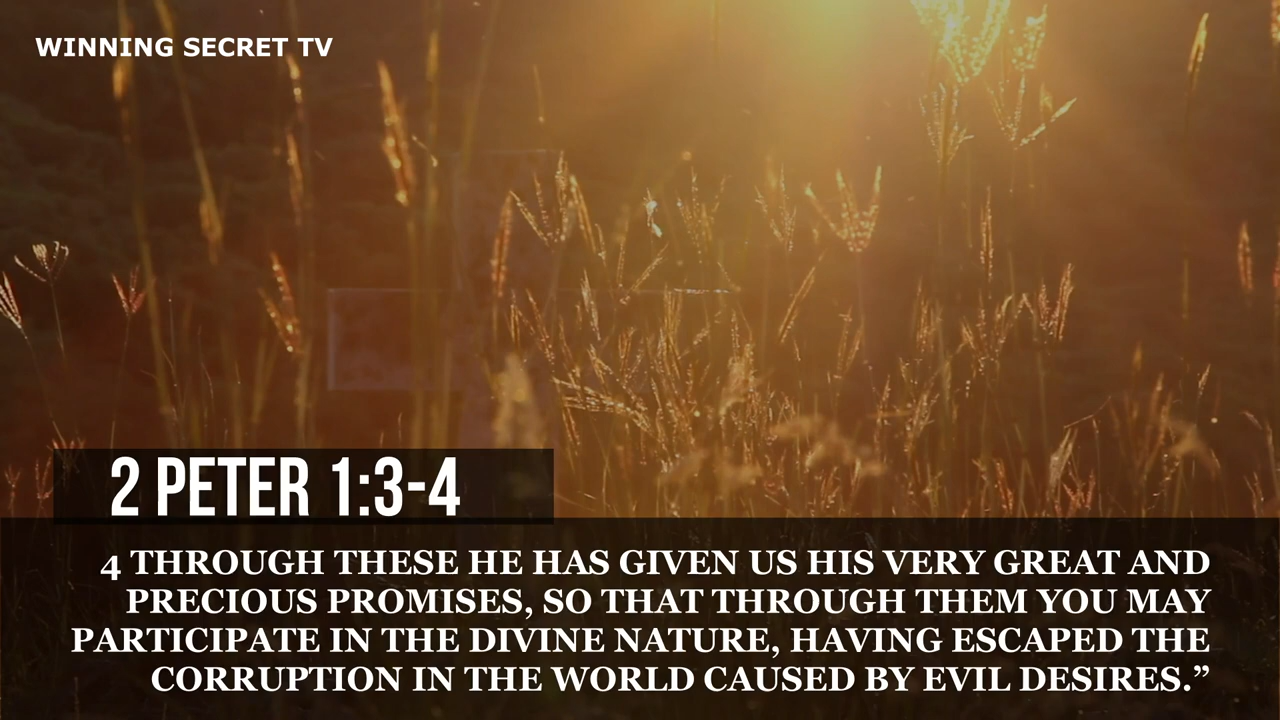 WINNING SECRET TV
2 PETER 1:3-4
4 THROUGH THESE HE HAS GIVEN US HIS VERY GREAT AND
PRECIOUS PROMISES, SO THAT THROUGH THEM YOU MAY
PARTICIPATE IN THE DIVINE NATURE, HAVING ESCAPED THE
CORRUPTION IN THE WORLD CAUSED BY EVIL DESIRES.”